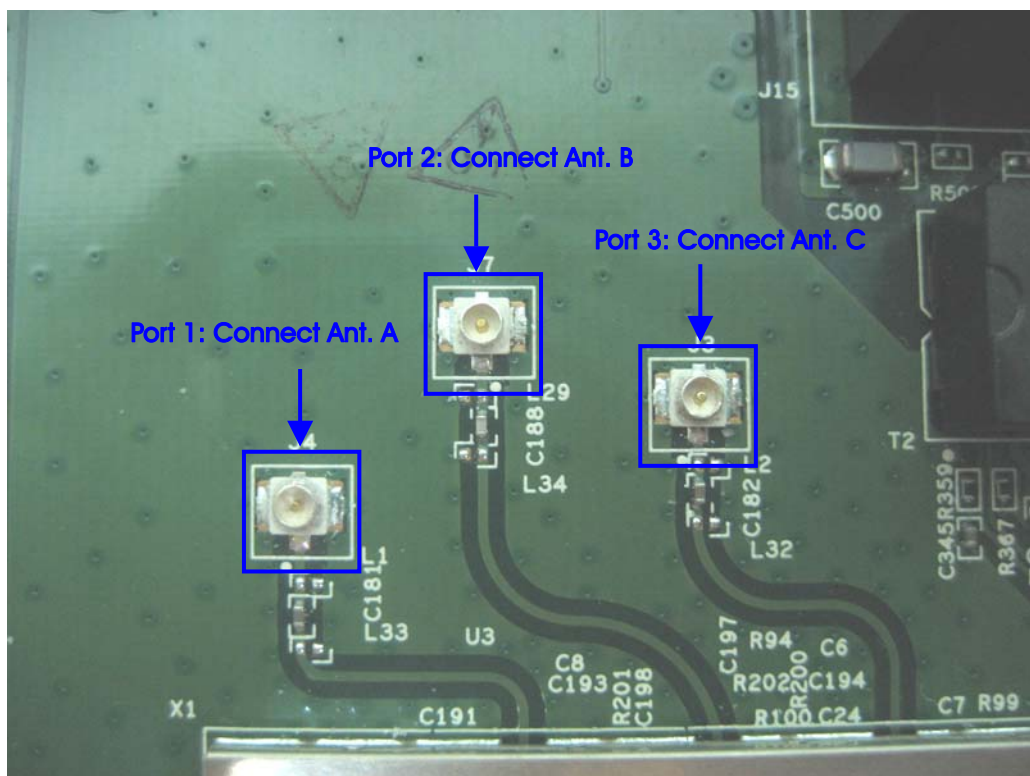 J15
Port 2: Connect Ant. B
C500
Port 3: Connect Ant. C
Port 1: Connect Ant. A
J4
L29
C188
L34
T2
L2
C182
L32
C345
R359
R367
L1
C181
L33
U3
C197
R94
C6
C8
C193
R201
C198
R202
R200
C194
X1
C191
R100
C24
C7
R99